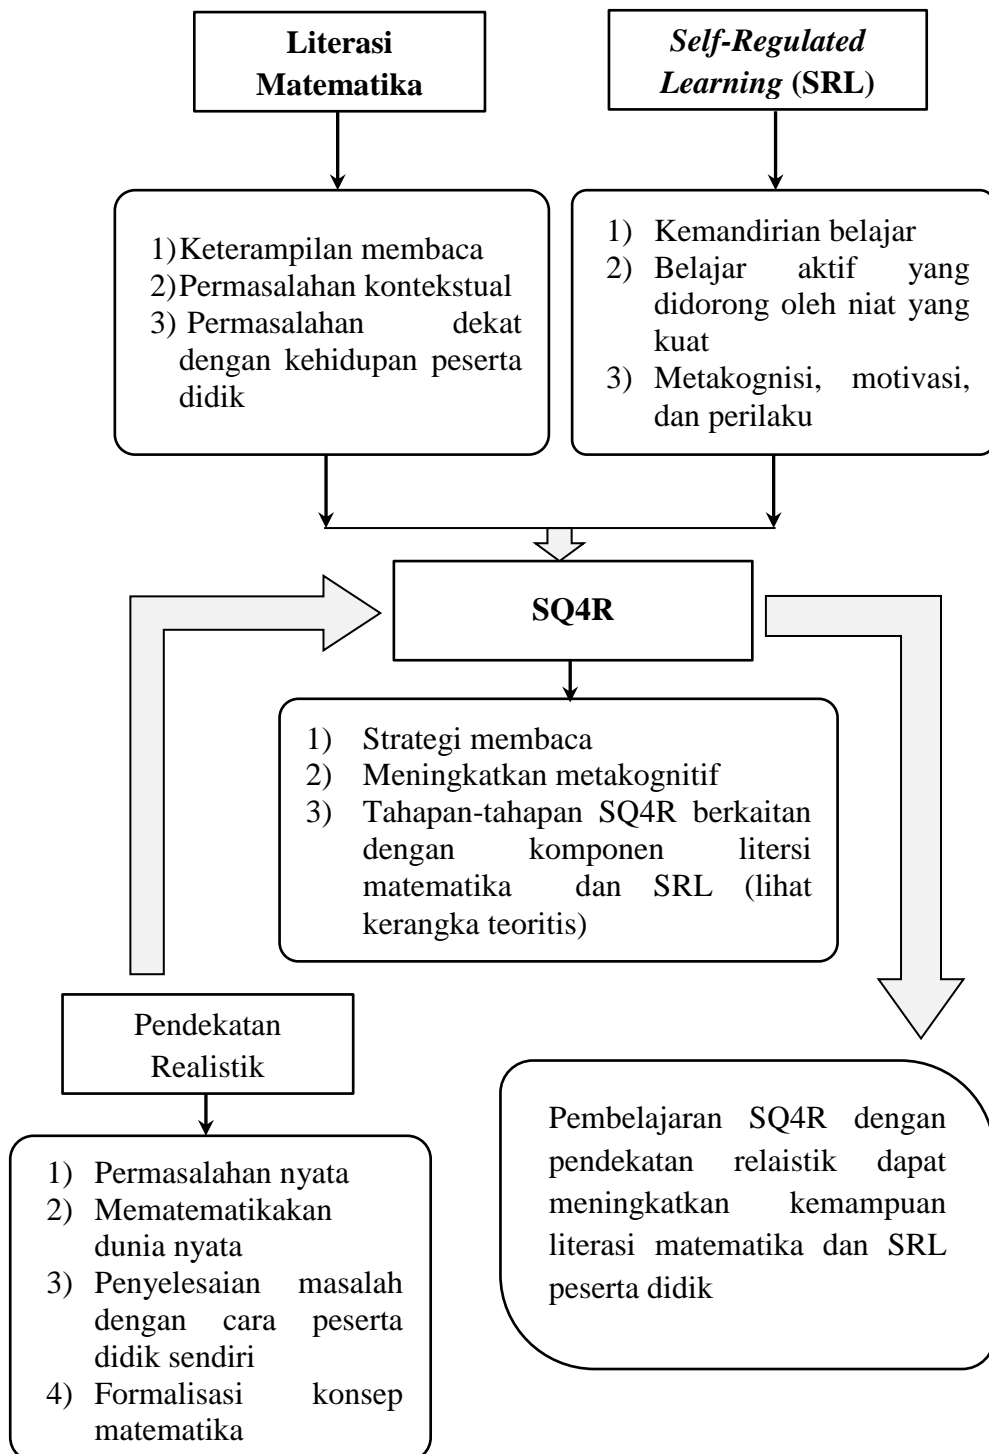 Literasi
Matematika
Self-Regulated
Learning (SRL)
1) Keterampilan membaca
2) Permasalahan kontekstual
3) Permasalahan dekat
dengan kehidupan peserta
didik
1) Kemandirian belajar
2) Belajar aktif yang
didorong oleh niat yang
kuat
3) Metakognisi, motivasi,
dan perilaku
SQ4R
1) Strategi membaca
2) Meningkatkan metakognitif
3) Tahapan-tahapan SQ4R berkaitan
dengan komponen litersi
matematika dan SRL (lihat
kerangka teoritis)
Pendekatan
Realistik
1) Permasalahan nyata
2) Mematematikakan
dunia nyata
3) Penyelesaian masalah
dengan cara peserta
didik sendiri
4) Formalisasi konsep
matematika
Pembelajaran SQ4R dengan
pendekatan relaistik dapat
meningkatkan kemampuan
literasi matematika dan SRL
peserta didik